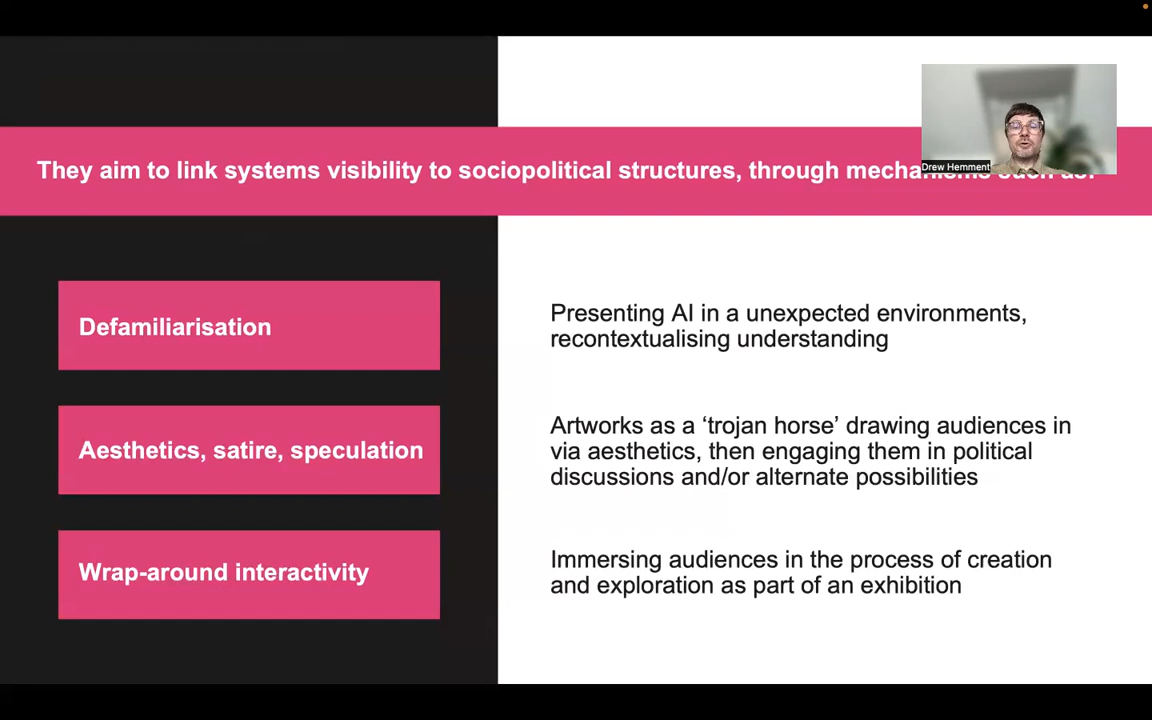 They aim to link systems visibility to sociopolitical structures, through mechanisms such as:
Drew Hemment
Defamiliarisation
Presenting AI in a unexpected environments,
recontextualising understanding
Aesthetics, satire, speculation
Artworks as a ‘trojan horse’ drawing audiences in
via aesthetics, then engaging them in political
discussions and/or alternate possibilities
Wrap-around interactivity
Immersing audiences in the process of creation
and exploration as part of an exhibition